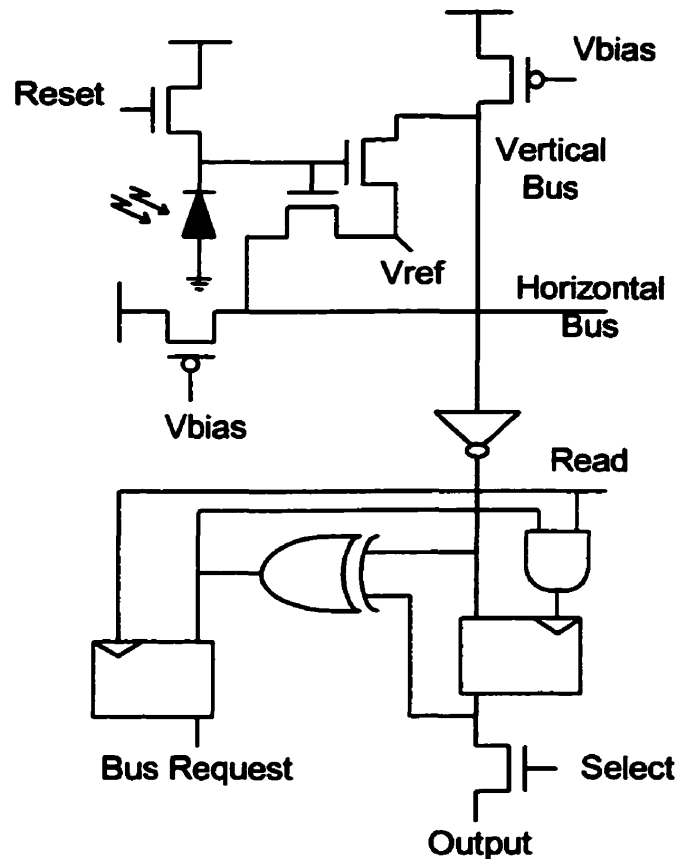 Vbias
Reset
Vertical
Bus
Vref
Horizontal
Bus
Vbias
Read
Bus Request
Select
Output